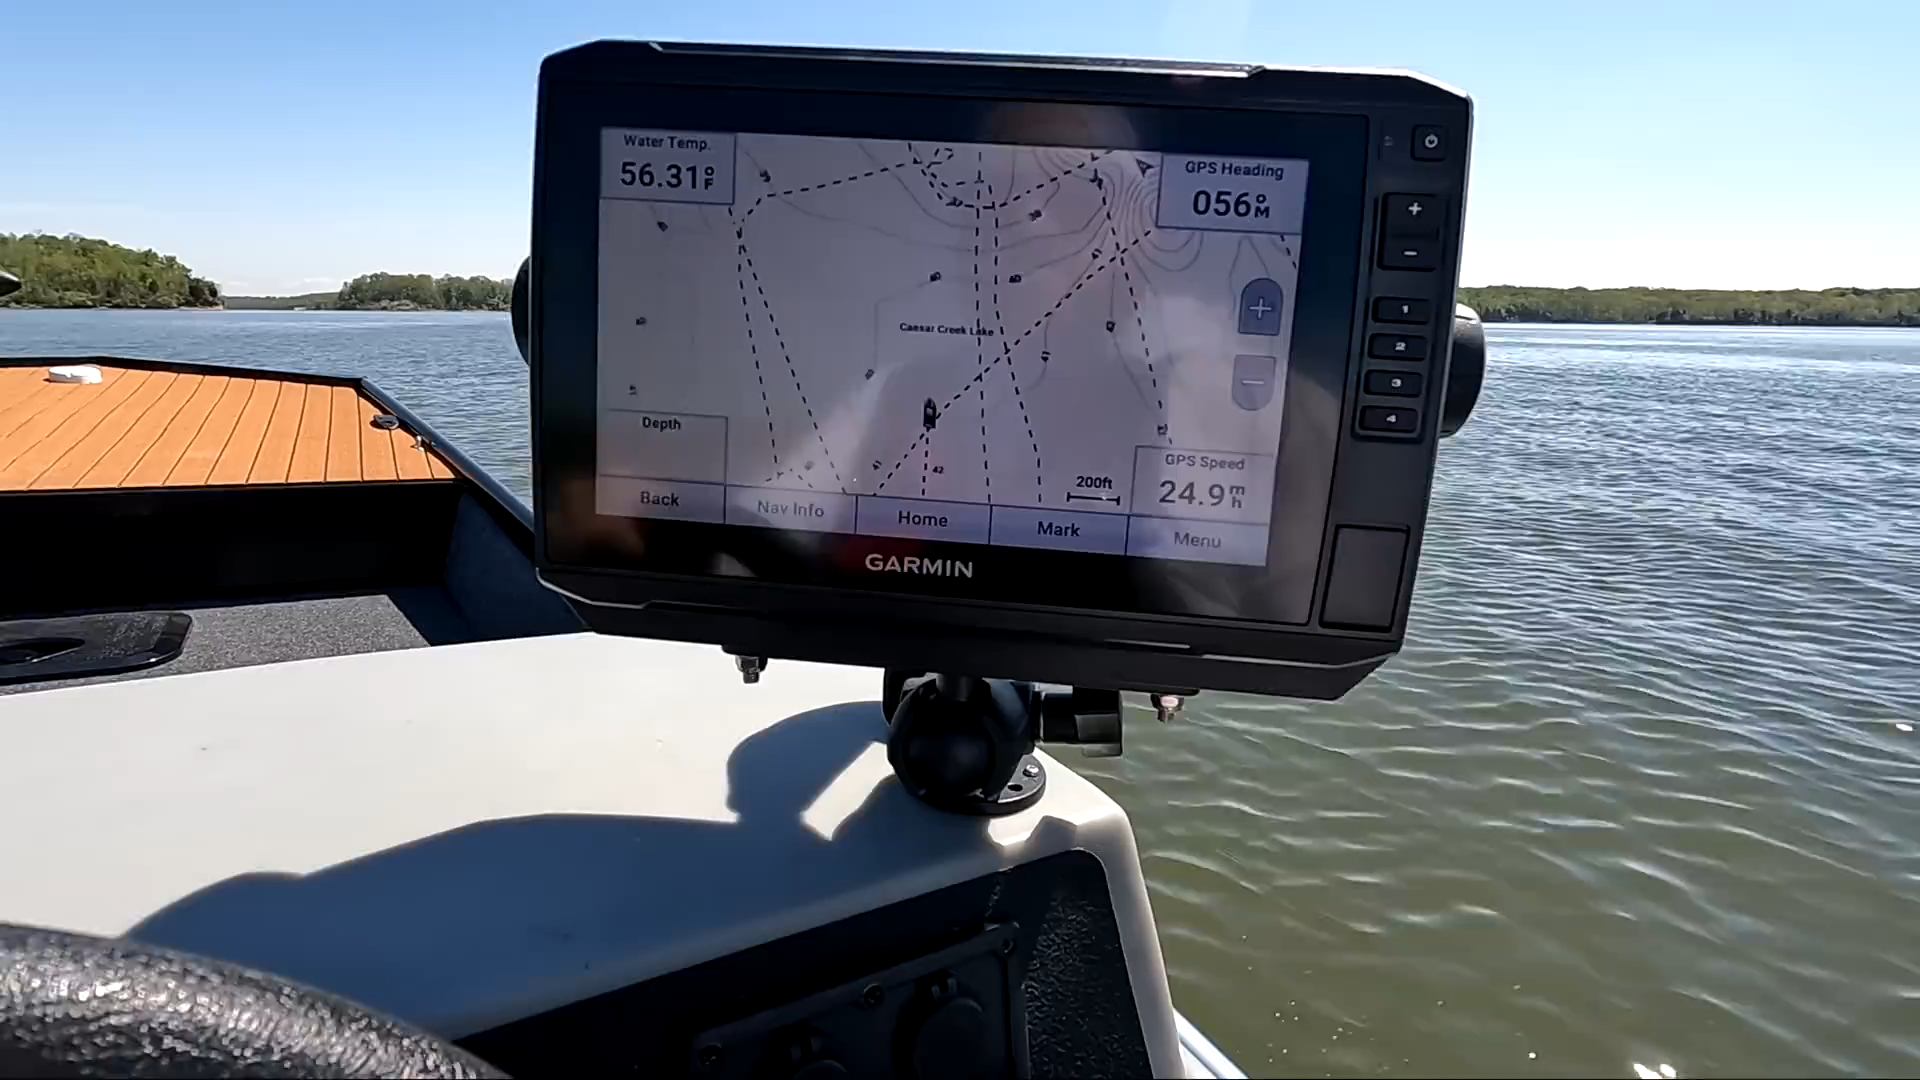 Water Temp.
56.31°F
GPS Heading
056°M
Caesar Creek Lake
Depth
42
200ft
GPS Speed
24.9mh
Back
Nav Info
Home
Mark
Menu
GARMIN
+
-
1
2
3
4